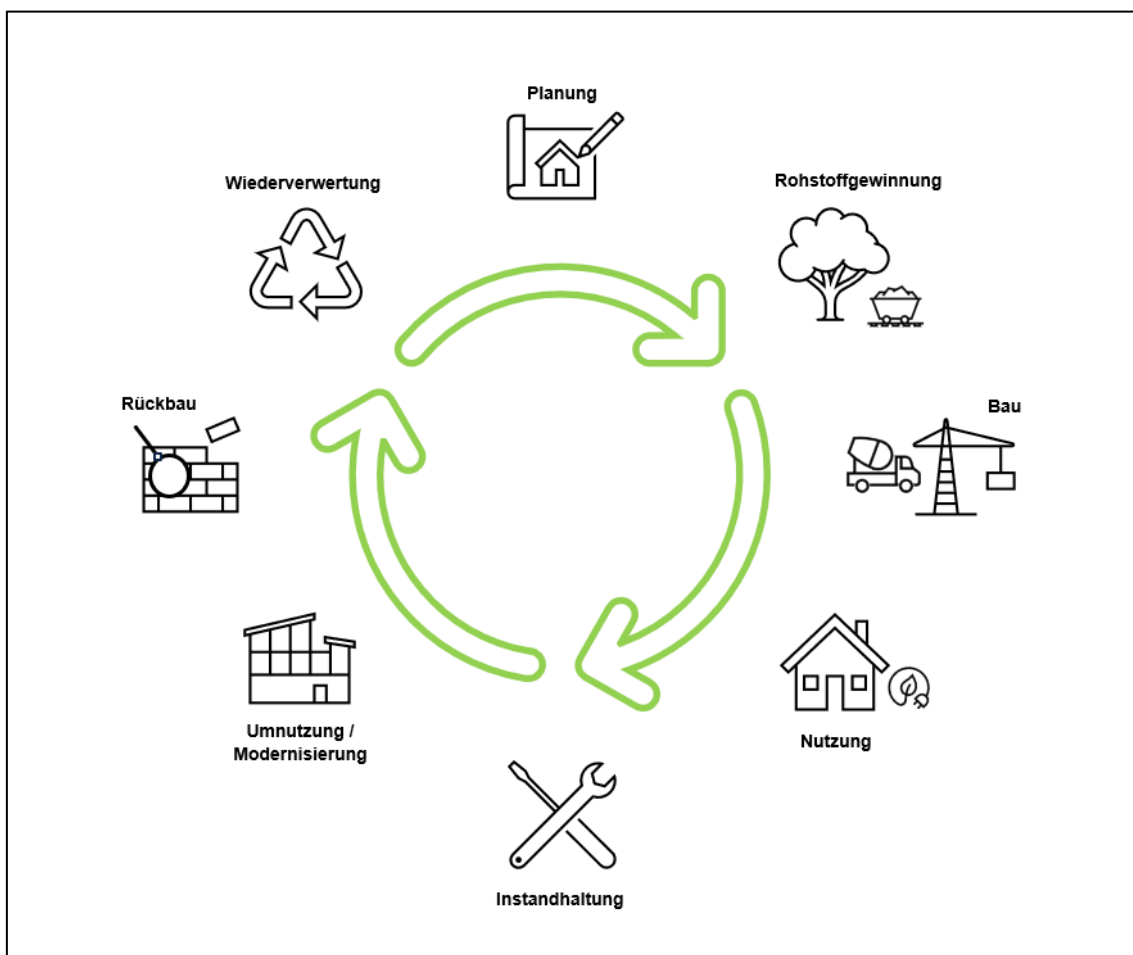 Planung
Rohstoffgewinnung
Bau
Nutzung
Instandhaltung
Umnutzung /
Modernisierung
Rückbau
Wiederverwertung